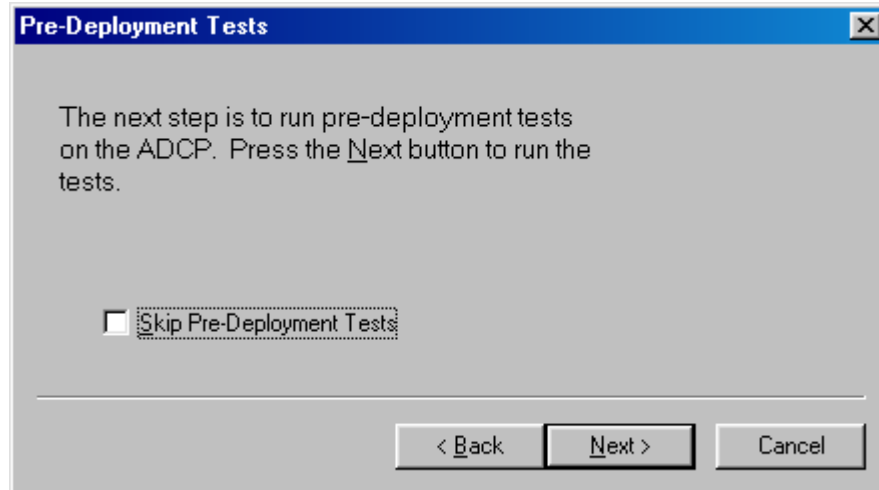 Pre-Deployment Tests
The next step is to run pre-deployment tests
on the ADCP. Press the Next button to run the
tests.
Skip Pre-Deployment Tests
< Back
Next >
Cancel